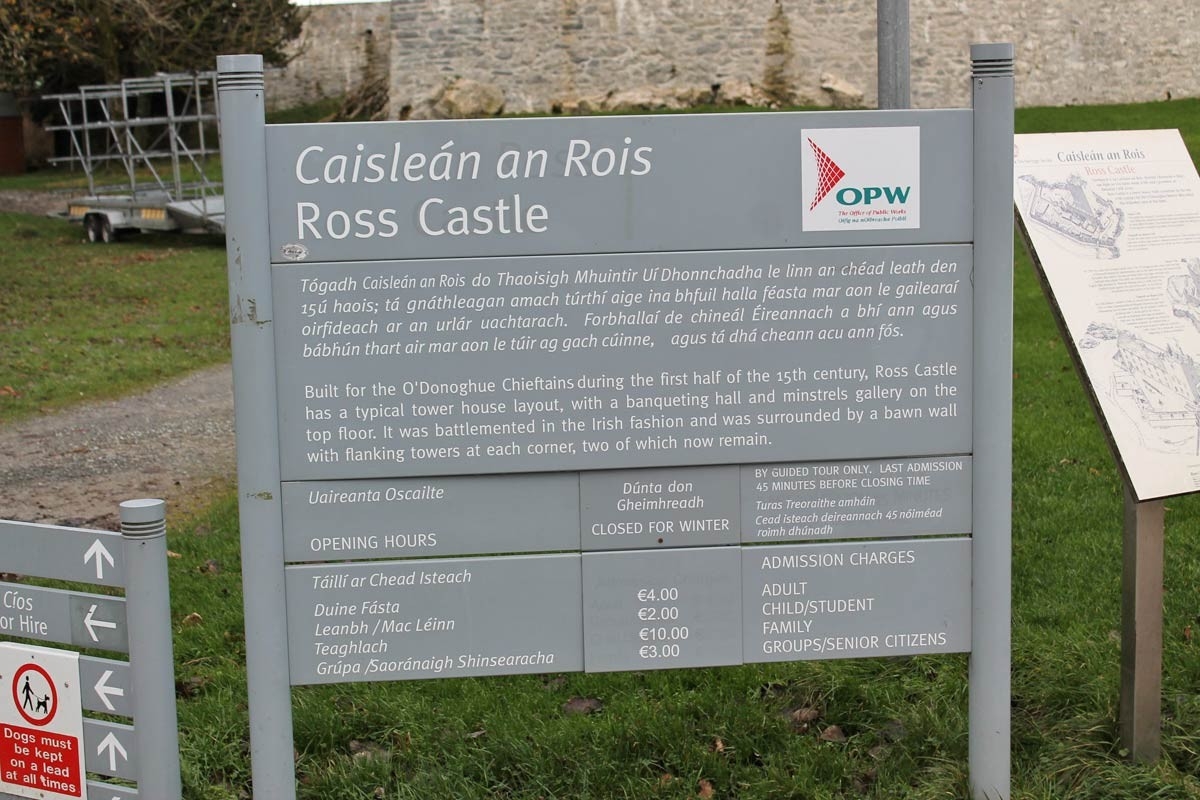 Caisleán an Rois
Ross Castle
OPW
The Office of Public Works
Oifig na nOibreacha Poiblí
Tógadh Caisleán an Rois do Thaoisigh Mhuintir Uí Dhonnchadha le linn an chéad leath den
15ú haois; tá gnáthleagan amach túrthí aige ina bhfuil halla féasta mar aon le gailearaí
oirfideach ar an urlár uachtarach. Forbhallaí de chineál Éireannach a bhí ann agus
bábhún thart air mar aon le túir ag gach cúinne, agus tá dhá cheann acu ann fós.
Built for the O'Donoghue Chieftains during the first half of the 15th century, Ross Castle
has a typical tower house layout, with a banqueting hall and minstrels gallery on the
top floor. It was battlemented in the Irish fashion and was surrounded by a bawn wall
with flanking towers at each corner, two of which now remain.
Uaireanta Oscailte
OPENING HOURS
Dúnta don
Gheimhreadh
CLOSED FOR WINTER
BY GUIDED TOUR ONLY. LAST ADMISSION
45 MINUTES BEFORE CLOSING TIME
Turas Treoraithe amháin
Cead isteach deireannach 45 nóiméad
roimh dhúnadh
Táillí ar Chead Isteach
Duine Fásta
Leanbh / Mac Léinn
Teaghlach
Grúpa /Saoránaigh Shinsearacha
€4.00
€2.00
€10.00
€3.00
ADMISSION CHARGES
ADULT
CHILD/STUDENT
FAMILY
GROUPS/SENIOR CITIZENS
Caisleán an Rois
Ross Castle
Cíos
or Hire
Dogs must
be kept
on a lead
at all times